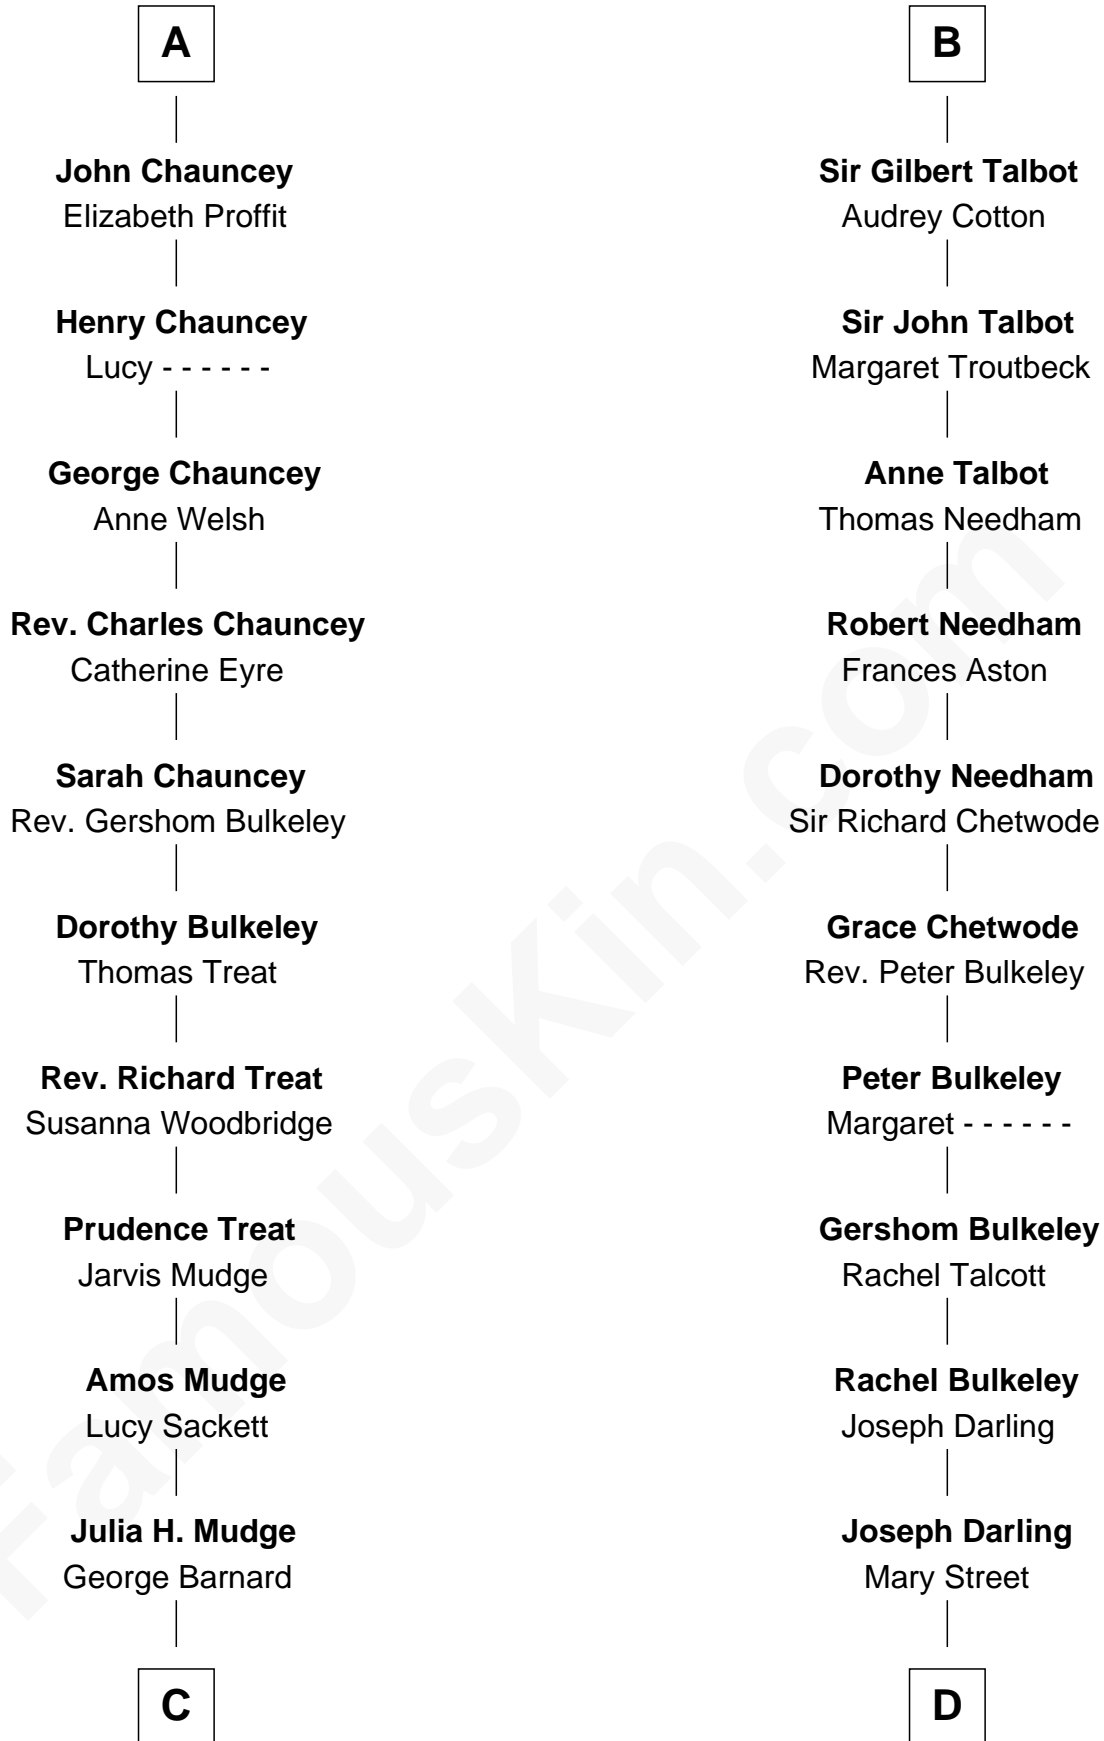 A
John Chauncey
Elizabeth Proffit
Henry Chauncey
Lucy - - - - - -
George Chauncey
Anne Welsh
Rev. Charles Chauncey
Catherine Eyre
Sarah Chauncey
Rev. Gershom Bulkeley
Dorothy Bulkeley
Thomas Treat
Rev. Richard Treat
Susanna Woodbridge
Prudence Treat
Jarvis Mudge
Amos Mudge
Lucy Sackett
Julia H. Mudge
George Barnard
C
B
Sir Gilbert Talbot
Audrey Cotton
Sir John Talbot
Margaret Troutbeck
Anne Talbot
Thomas Needham
Robert Needham
Frances Aston
Dorothy Needham
Sir Richard Chetwode
Grace Chetwode
Rev. Peter Bulkeley
Peter Bulkeley
Margaret - - - - - -
Gershom Bulkeley
Rachel Talcott
Rachel Bulkeley
Joseph Darling
Joseph Darling
Mary Street
D
FamousKin.com